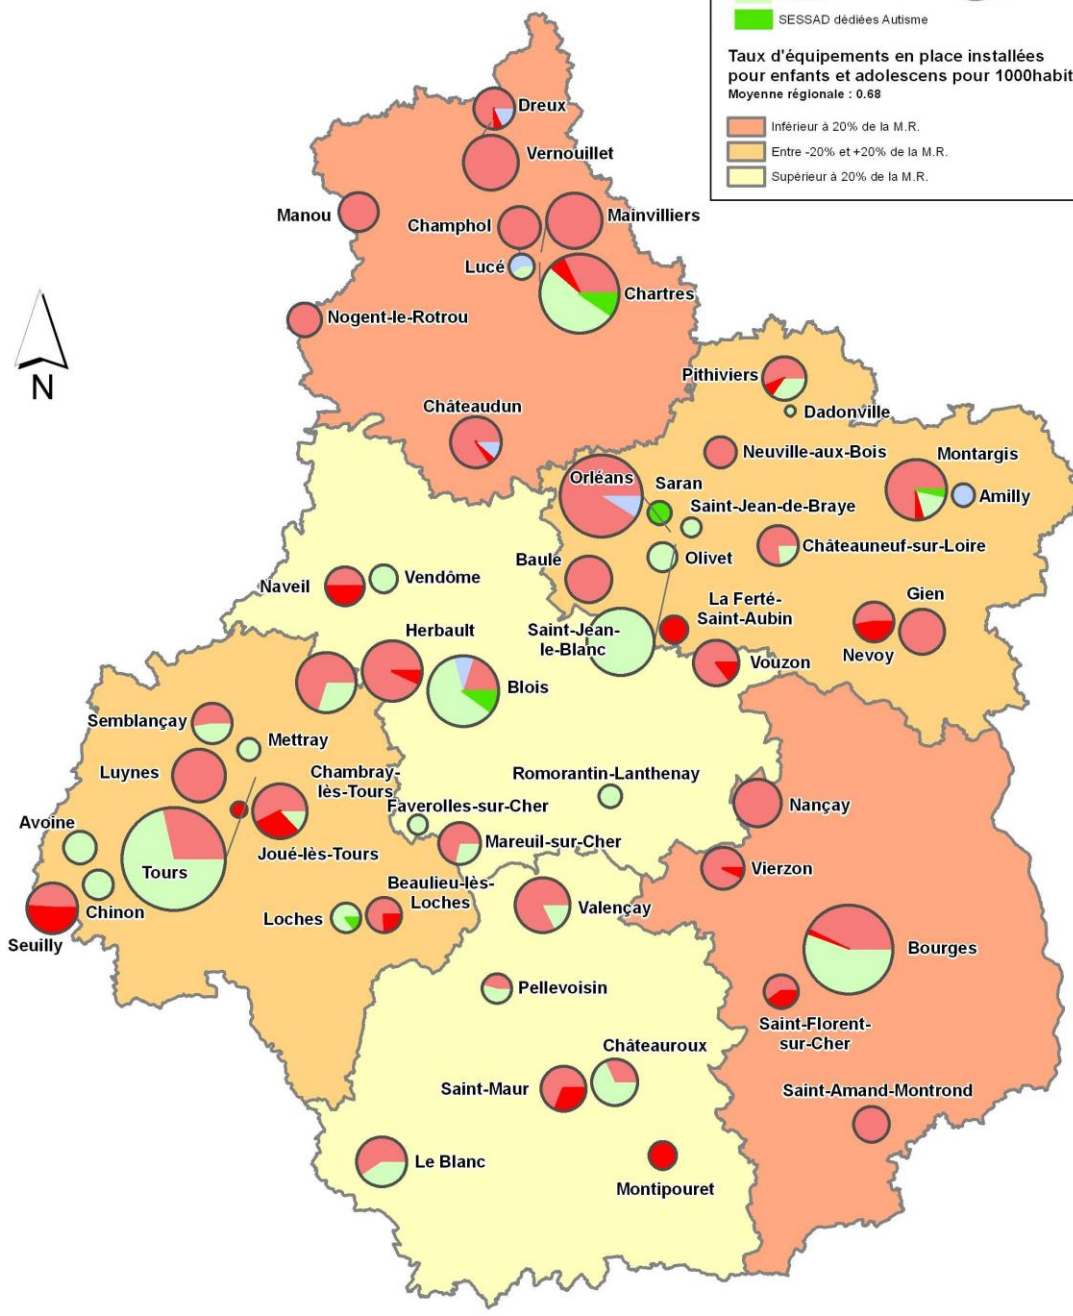 SESSAD dédiées Autisme
Taux d'équipements en place installées
pour enfants et adolescens pour 1000habit
Moyenne régionale : 0.68
Inférieur à 20% de la M.R.
Entre -20% et +20% de la M.R.
Supérieur à 20% de la M.R.
Dreux
Vernouillet
Manou
Champhol
Mainvilliers
Lucé
Chartres
Nogent-le-Rotrou
N
Châteaudun
Pithiviers
Dadonville
Neuville-aux-Bois
Montargis
Orléans
Saran
Amilly
Saint-Jean-de-Braye
Châteauneuf-sur-Loire
Olivet
Baule
Naveil
Vendôme
La Ferté-
Saint-Aubin
Gien
Herbault
Saint-Jean-
le-Blanc
Nevoy
Vouzon
Blois
Semblançay
Mettray
Luynes
Chambray-
lès-Tours
Romorantin-Lanthenay
Faverolles-sur-Cher
Nançay
Avoine
Joué-lès-Tours
Mareuil-sur-Cher
Tours
Vierzon
Chinon
Beaulieu-lès-
Loches
Loches
Valençay
Seuilly
Bourges
Pellevoisin
Saint-Florent-
sur-Cher
Châteauroux
Saint-Maur
Saint-Amand-Montrond
Le Blanc
Montipouret